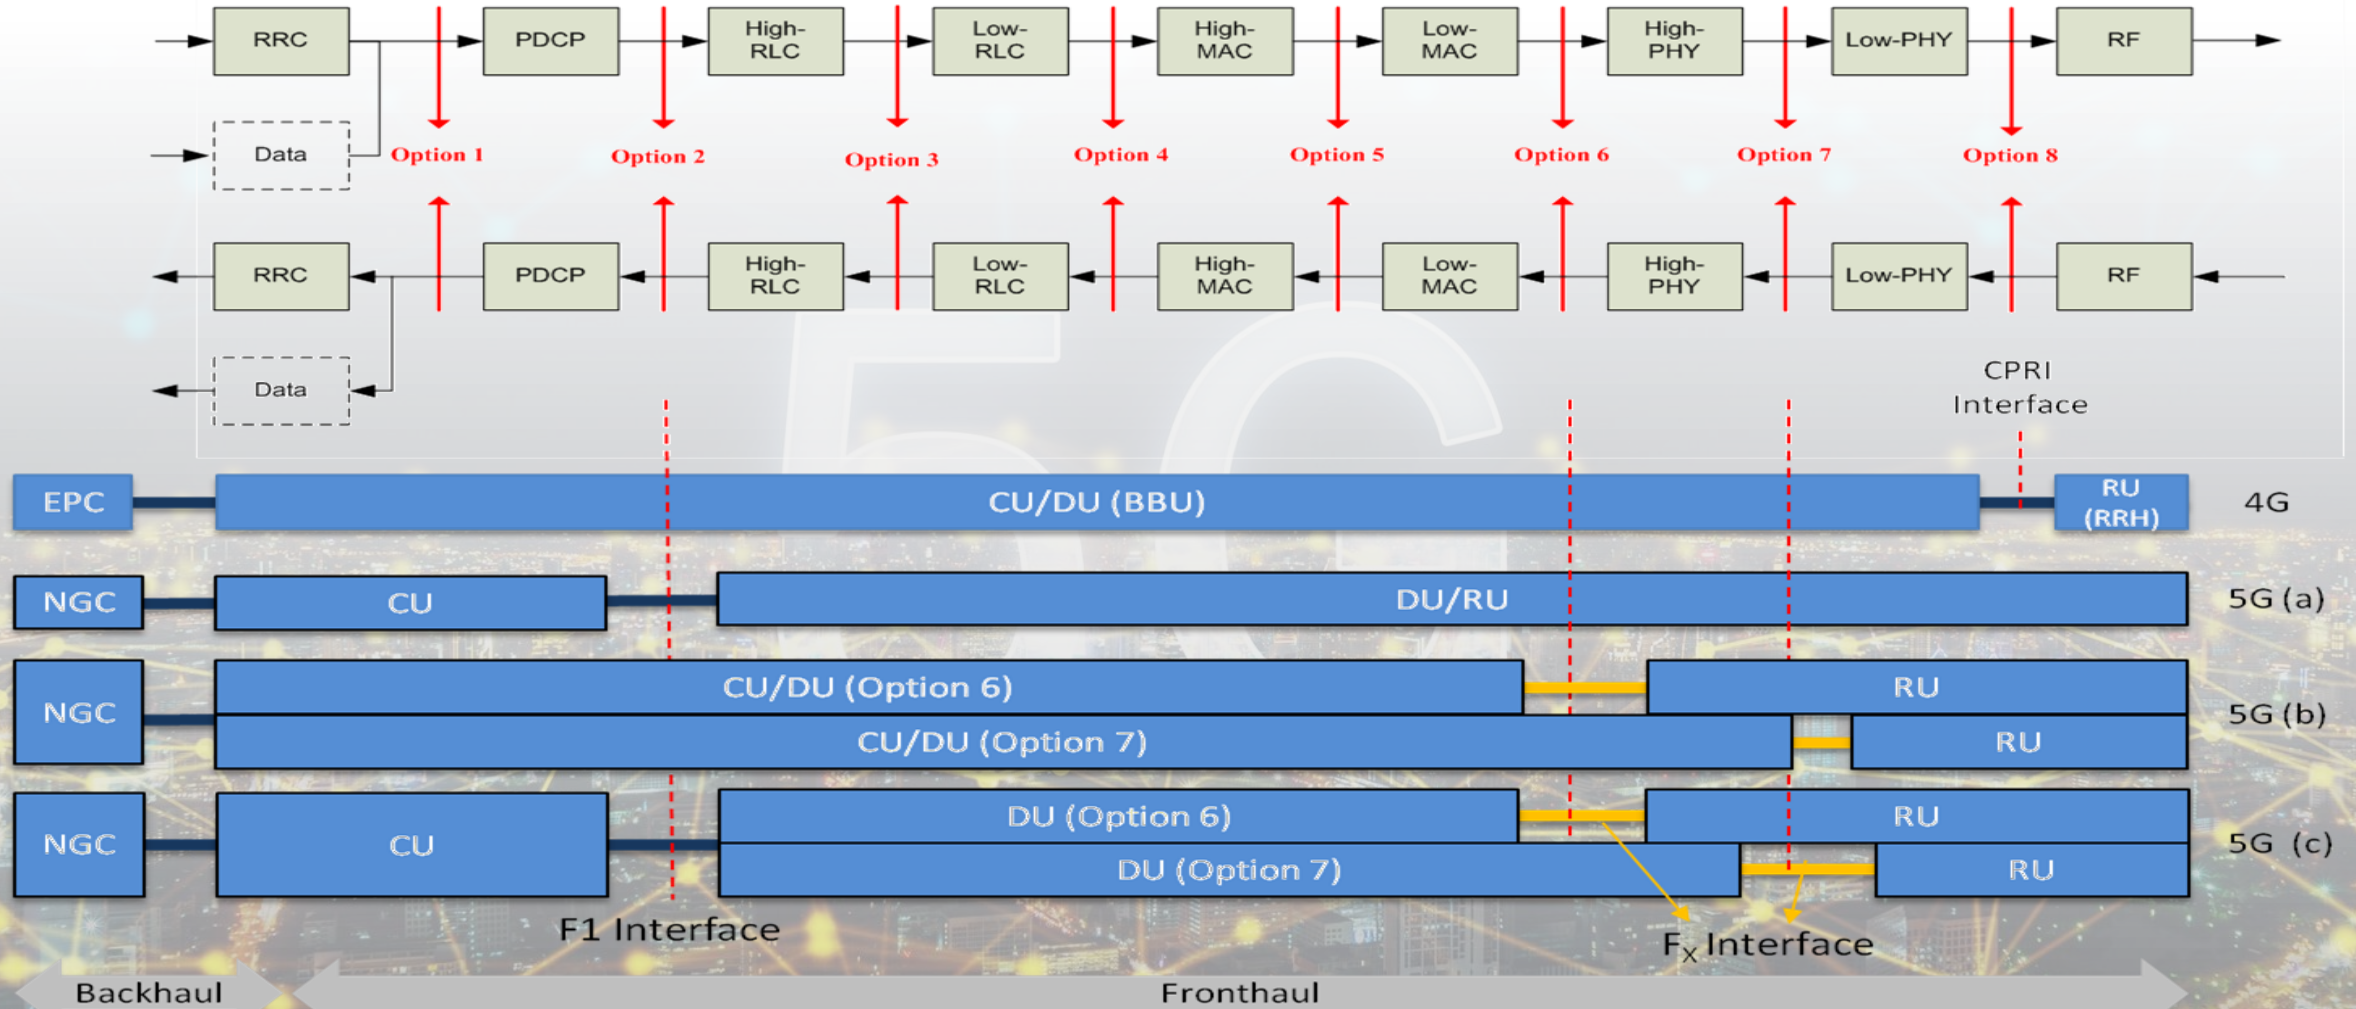 RRC
PDCP
High-
RLC
Low-
RLC
High-
MAC
Low-
MAC
High-
PHY
Low-PHY
RF
Data
Option 1
Option 2
Option 3
Option 4
Option 5
Option 6
Option 7
Option 8
RRC
PDCP
High-
RLC
Low-
RLC
High-
MAC
Low-
MAC
High-
PHY
Low-PHY
RF
Data
CPRI
Interface
5G
EPC
CU/DU (BBU)
RU
(RRH)
4G
NGC
CU
DU/RU
5G (a)
NGC
CU/DU (Option 6)
RU
CU/DU (Option 7)
RU
5G (b)
NGC
CU
DU (Option 6)
RU
DU (Option 7)
RU
5G (c)
F1 Interface
Fx Interface
Backhaul
Fronthaul